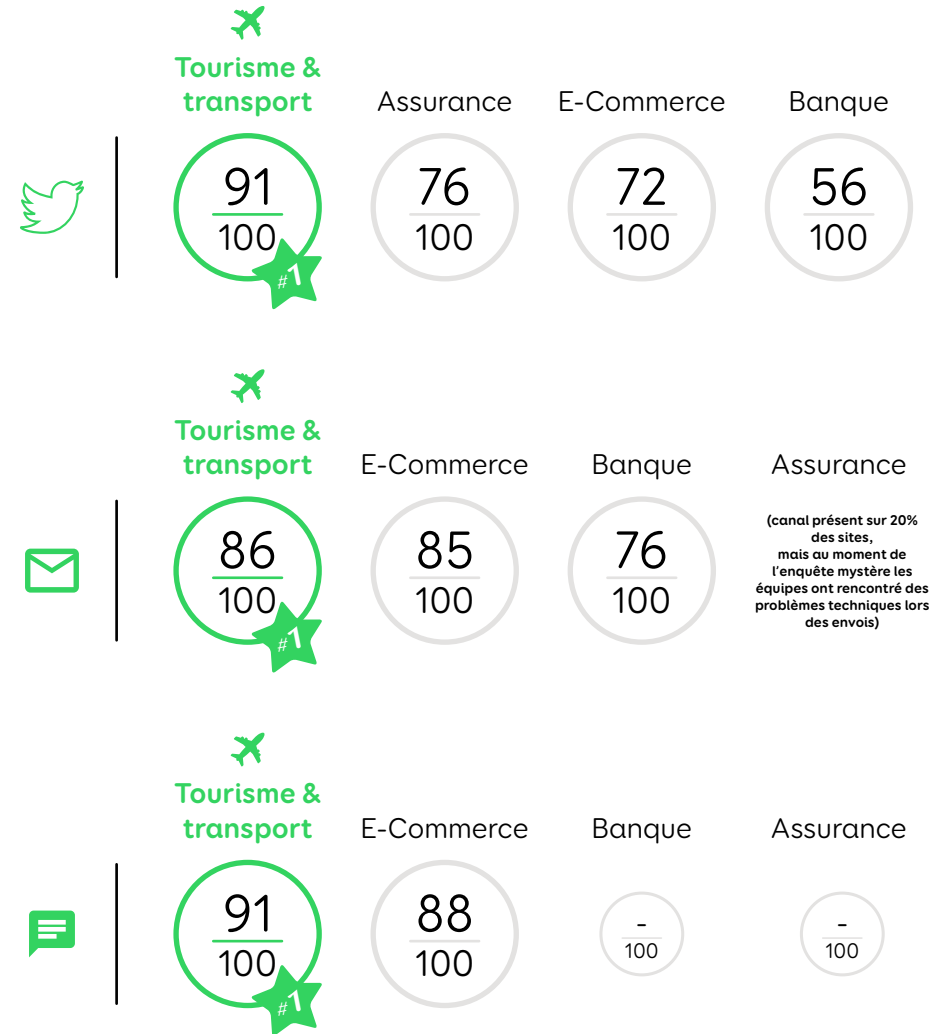 Tourisme &
transport
Assurance
E-Commerce
Banque
91
100
#1
76
100
72
100
56
100
Tourisme &
transport
E-Commerce
Banque
Assurance
86
100
#1
85
100
76
100
(canal présent sur 20%
des sites,
mais au moment de
l'enquête mystère les
équipes ont rencontré des
problèmes techniques lors
des envois)
Tourisme &
transport
E-Commerce
Banque
Assurance
91
100
#1
88
100
-
100
-
100